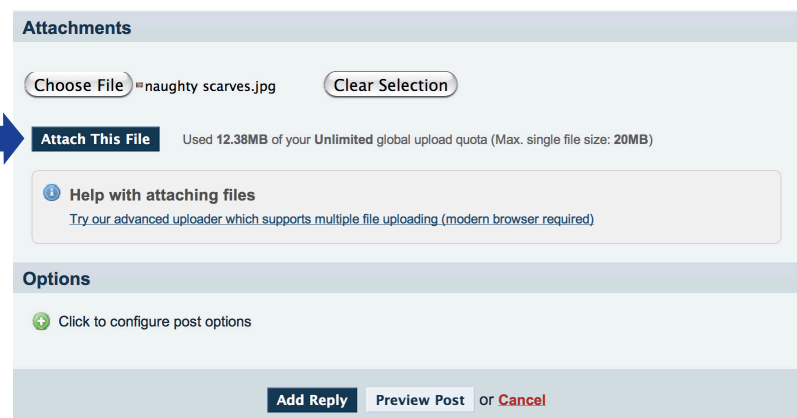 Attachments
Choose File naughty scarves.jpg Clear Selection
Attach This File Used 12.38MB of your Unlimited global upload quota (Max. single file size: 20MB)
Help with attaching files
Try our advanced uploader which supports multiple file uploading (modern browser required)
Options
Click to configure post options
Add Reply Preview Post or Cancel